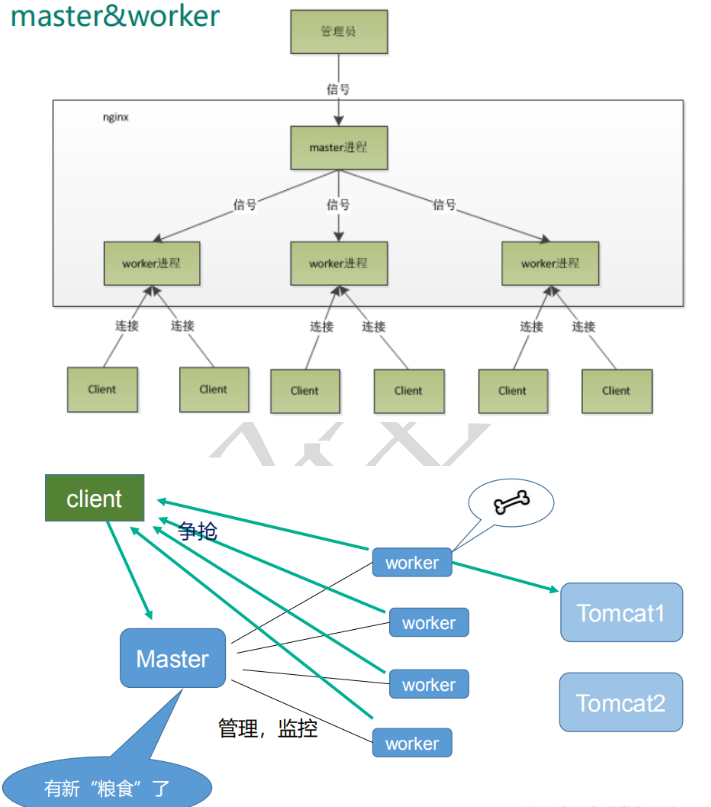 master&worker
管理员
信号
nginx
master进程
信号 信号 信号
worker进程 worker进程 worker进程
连接 连接 连接 连接 连接 连接
Client Client Client Client Client Client
client
争抢
worker
Tomcat1
worker
Master
worker
Tomcat2
管理，监控
worker
有新“粮食”了